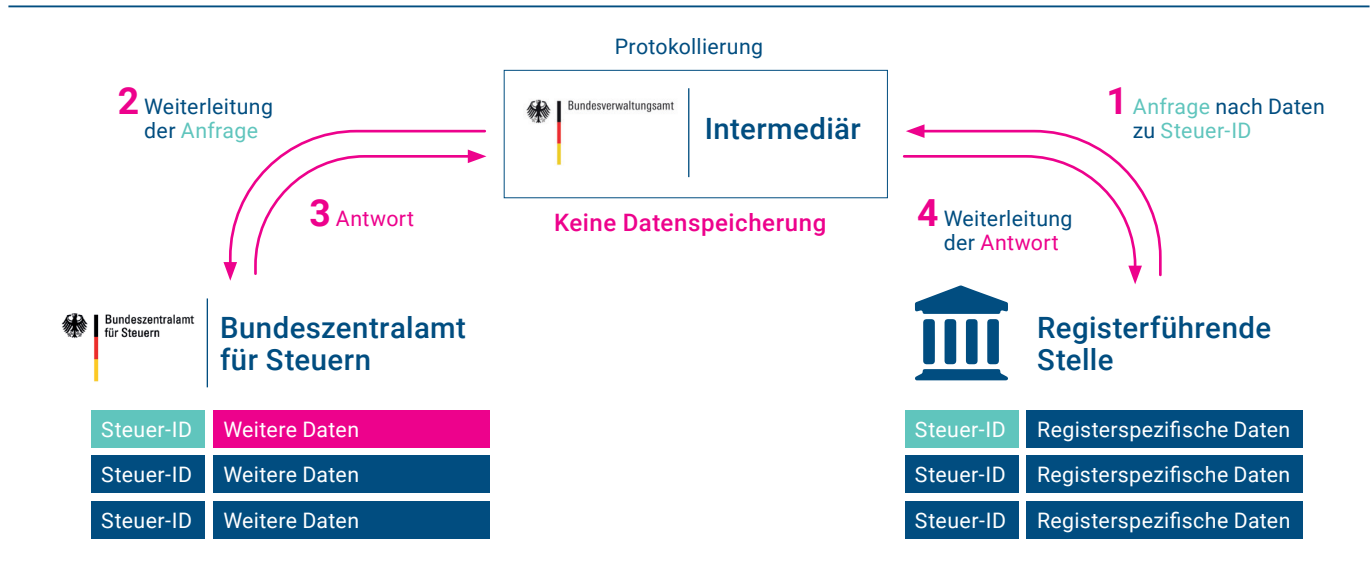 Protokollierung
Bundesverwaltungsamt
Intermediär
Keine Datenspeicherung
1 Anfrage nach Daten
zu Steuer-ID
2 Weiterleitung
der Anfrage
3 Antwort
4 Weiterleitung
der Antwort
Bundeszentralamt
für Steuern
Bundeszentralamt
für Steuern
Steuer-ID Weitere Daten
Steuer-ID Weitere Daten
Steuer-ID Weitere Daten
Registerführende
Stelle
Steuer-ID Registerspezifische Daten
Steuer-ID Registerspezifische Daten
Steuer-ID Registerspezifische Daten